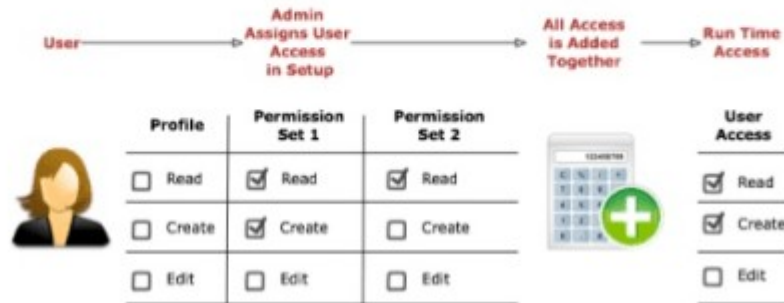 User
Admin
Assigns User
Access
in Setup
All Access
is Added
Together
Run Time
Access
Profile
Permission
Set 1
Permission
Set 2
User
Access
Read
Read
Read
Read
Create
Create
Create
Create
Edit
Edit
Edit
Edit